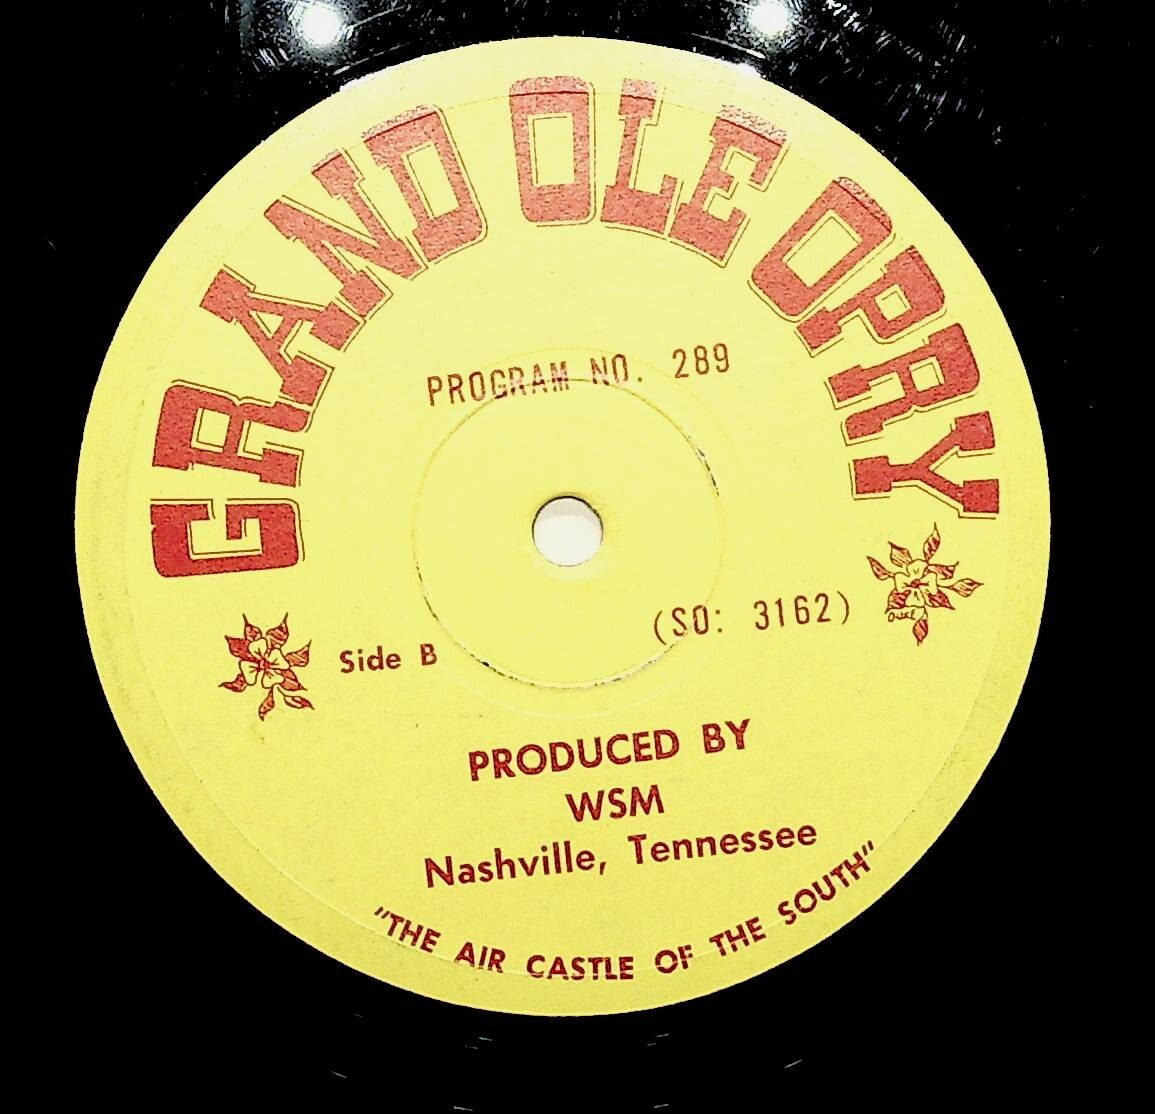 GRAND OLE OPRY
PROGRAM NO. 289
(SO: 3162)
Side B
DUKE
PRODUCED BY
WSM
Nashville, Tennessee
"THE AIR CASTLE OF THE SOUTH"